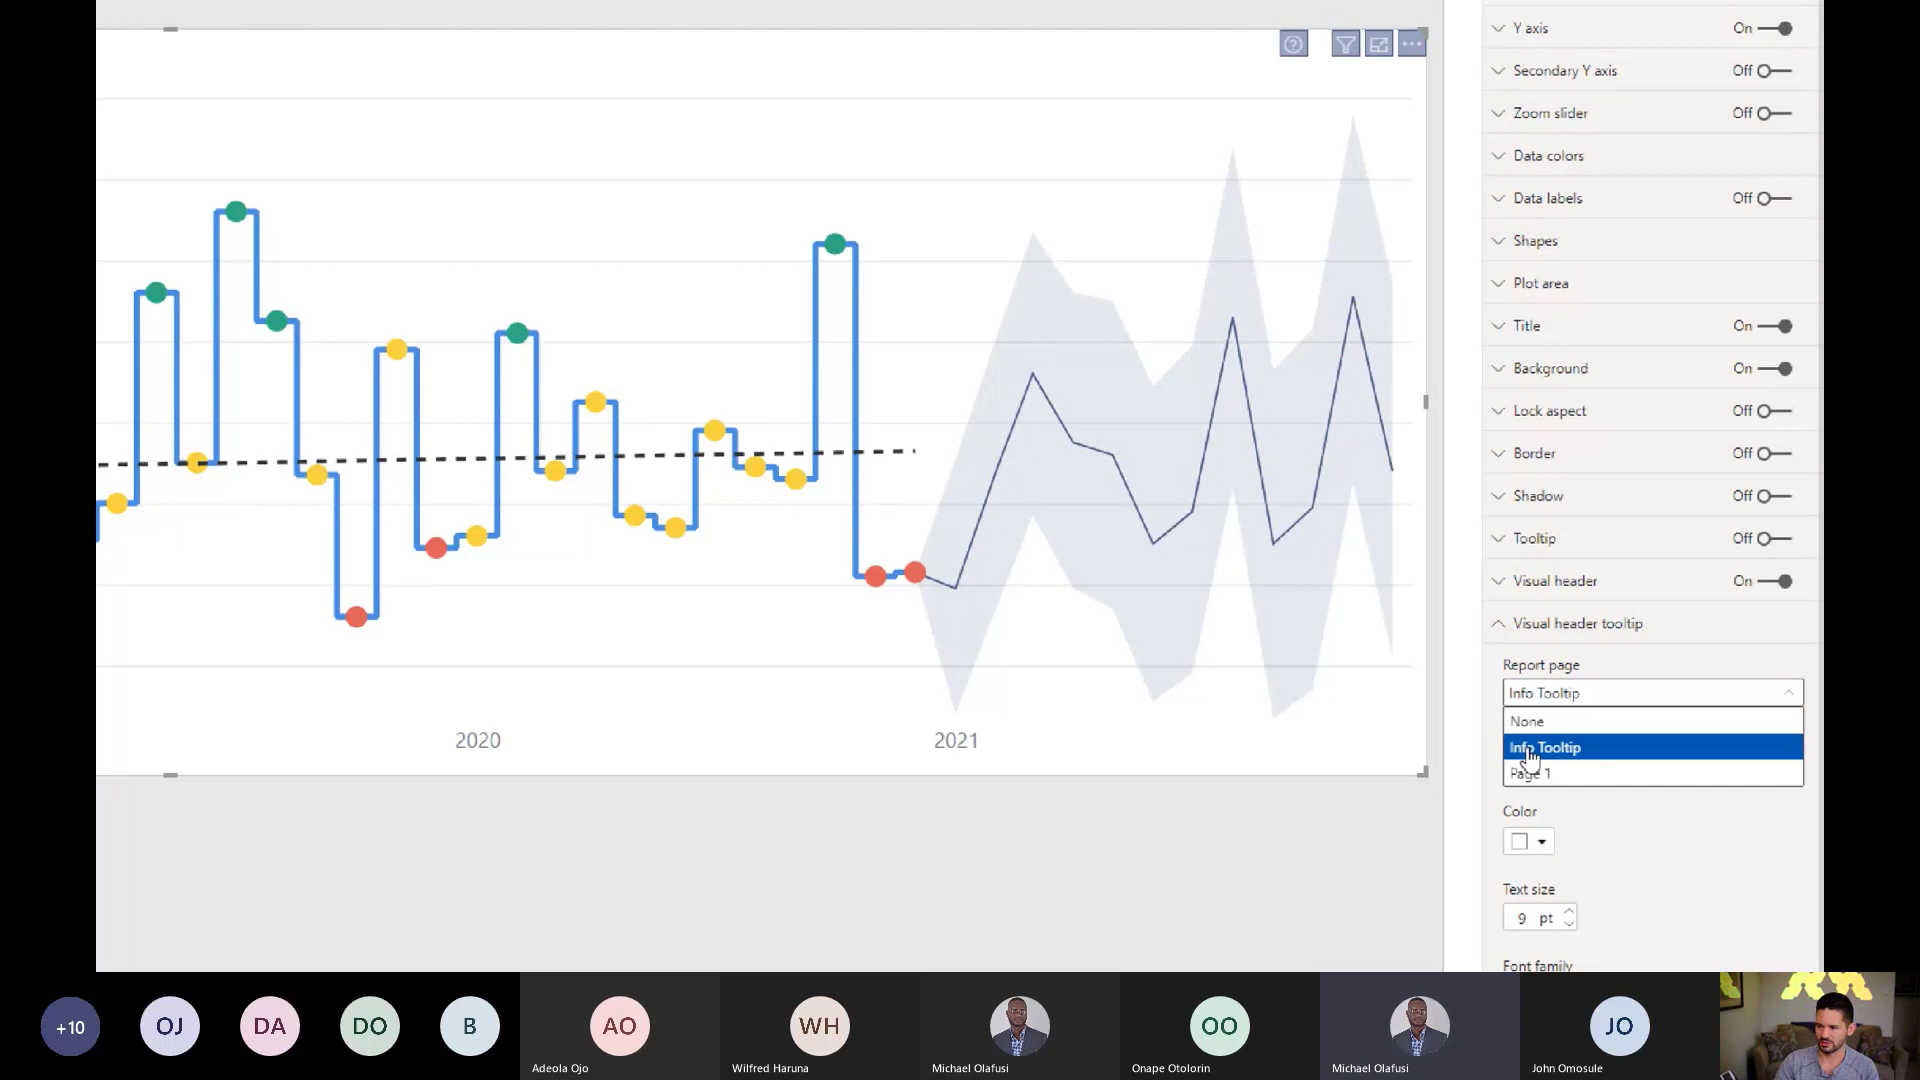 Y axis On
Secondary Y axis Off
Zoom slider Off
Data colors
Data labels Off
Shapes
Plot area
Title On
Background On
Lock aspect Off
Border Off
Shadow Off
Tooltip Off
Visual header On
Visual header tooltip
Report page
Info Tooltip
None
Info Tooltip
Page 1
Color
Text size
9 pt
Font family
2020 2021
+10 OJ DA DO B AO WH OO JO
Adeola Ojo Wilfred Haruna Michael Olafusi Onape Otolorin Michael Olafusi John Omosule